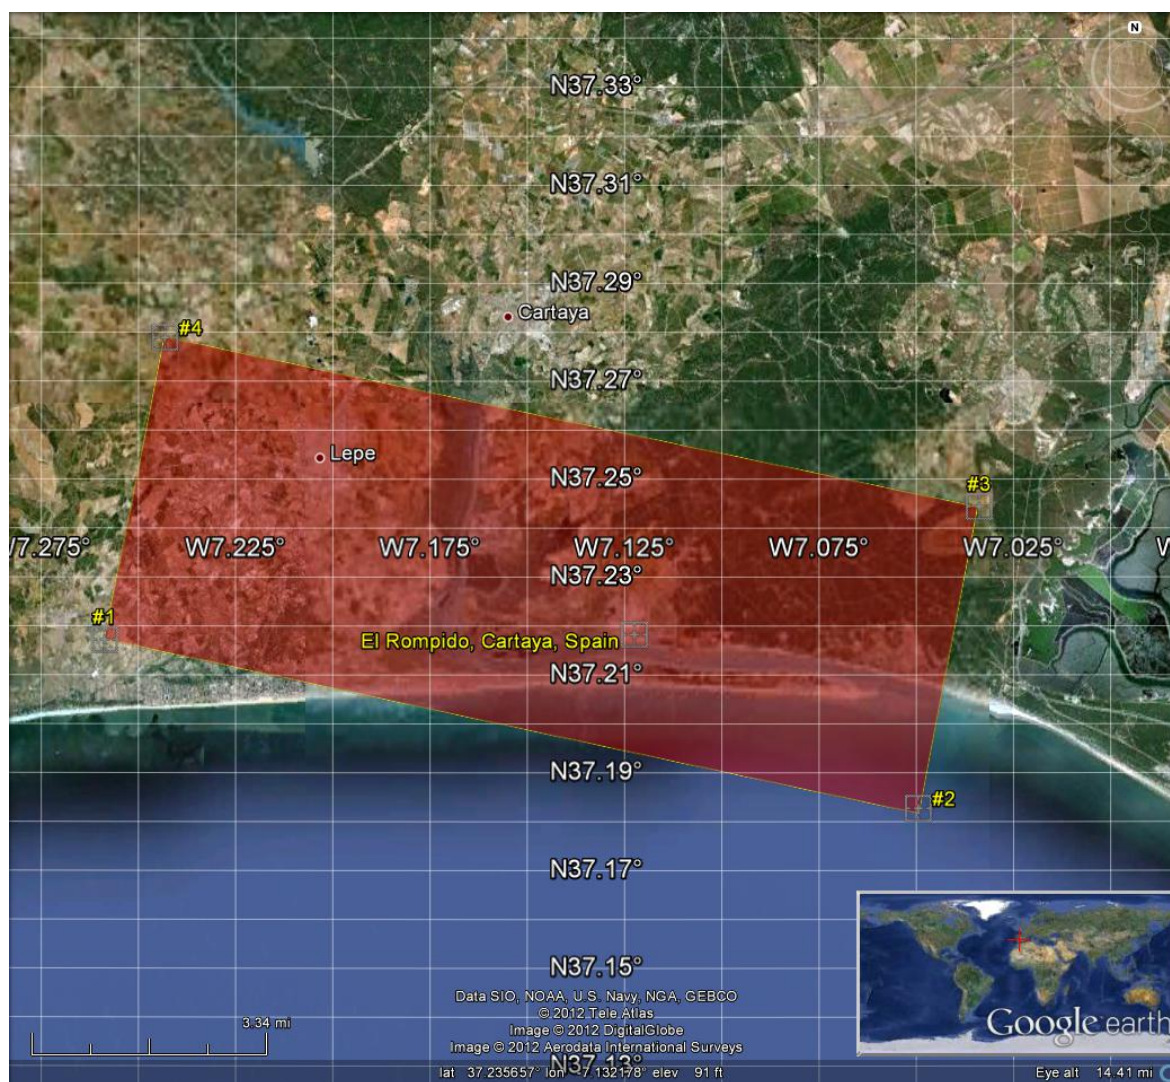 N
N37.33°
N37.31°
N37.29°
Cartaya
#4
N37.27°
Lepe
N37.25°
#3
W7.275° W7.225° W7.175° W7.125° W7.075° W7.025° W
N37.23°
#1
El Rompido, Cartaya, Spain
N37.21°
N37.19°
#2
N37.17°
N37.15°
Data SIO, NOAA, U.S. Navy, NGA, GEBCO
© 2012 Tele Atlas
Image © 2012 DigitalGlobe
Image © 2012 Aerodata International Surveys
3.34 mi
Google earth
N37.13°
lat 37.235657° lon -7.132178° elev 91 ft
Eye alt 14.41 mi